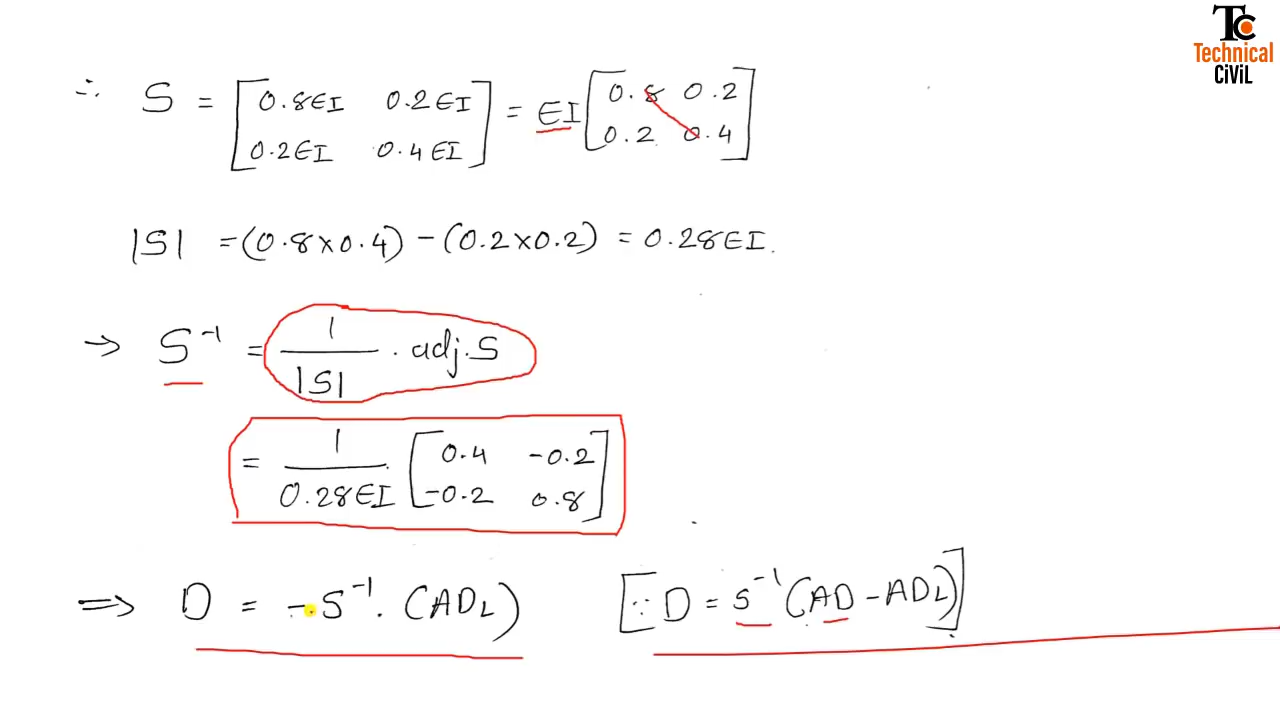 Tc
Technical
CiViL
∴ S = [0.8EI 0.2EI = EI [0.8 0.2
0.2EI 0.4EI] 0.2 0.4]
|S| = (0.8×0.4) - (0.2×0.2) = 0.28EI.
→ S⁻¹ = 1/|S| . adj.S
= 1/0.28EI [0.4 -0.2
-0.2 0.8]
⇒ D = -S⁻¹. (ADL) [∵ D = S⁻¹ (AD - ADL)]